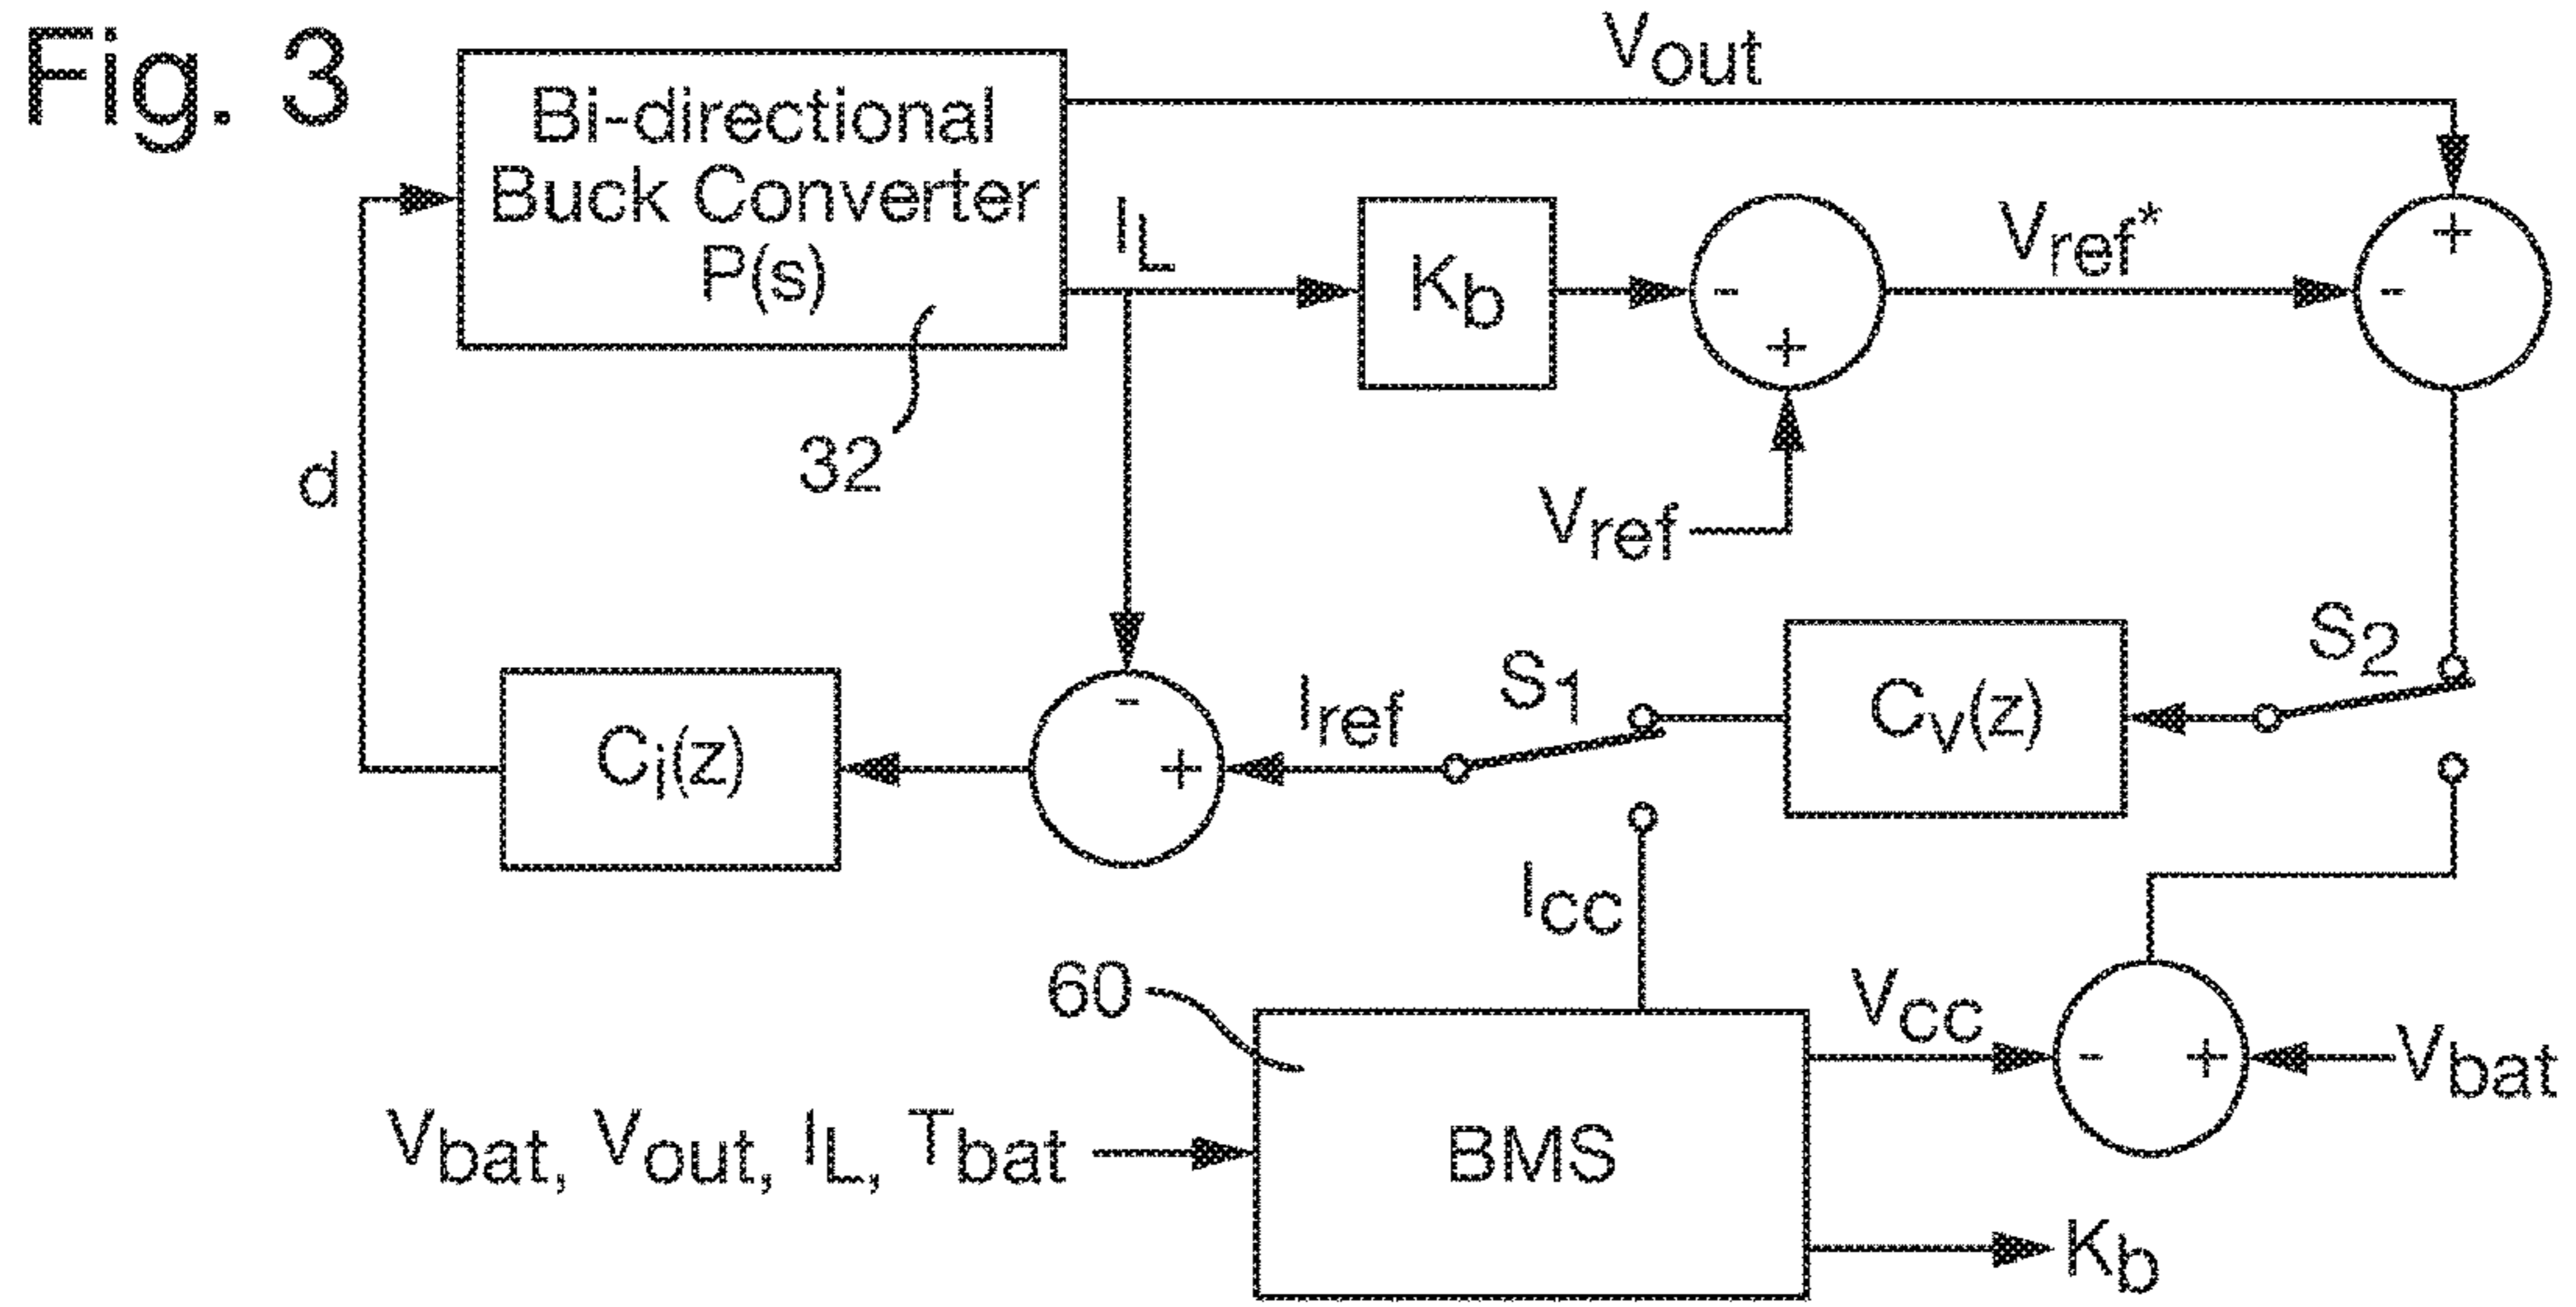 Fig. 3
Vout
Bi-directional
Buck Converter
P(s)
IL
Kb
-
+
Vref*
-
+
32
d
Vref
S2
S1
Iref
Cv(z)
-
+
Ci(z)
Icc
60
Vcc
-
+
Vbat
Vbat, Vout, IL, Tbat
BMS
Kb